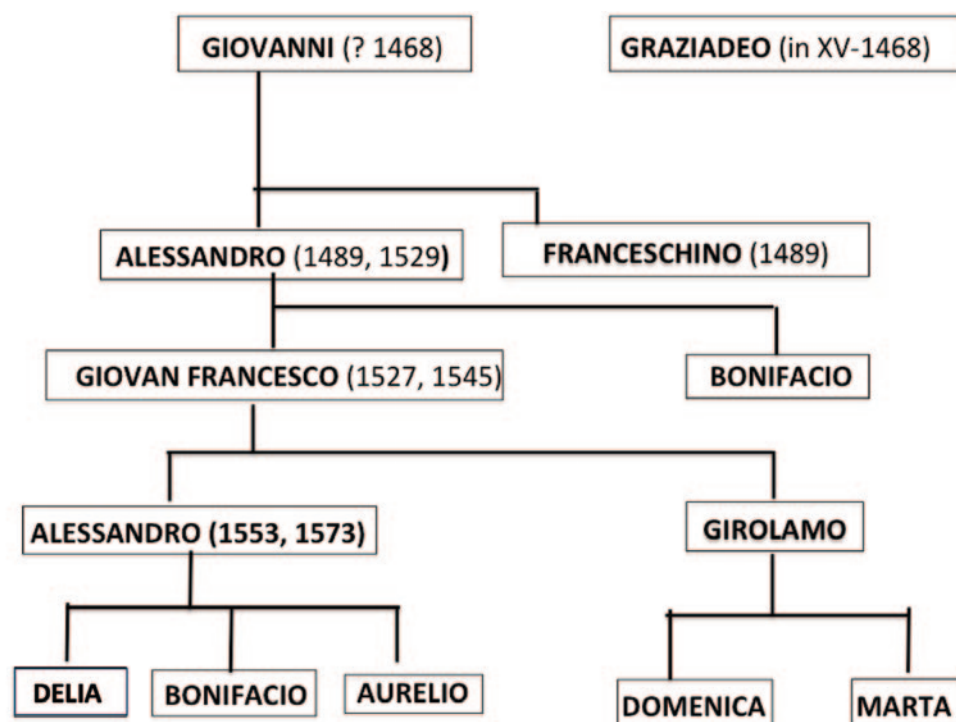 GIOVANNI (? 1468)
GRAZIADEO (in XV-1468)
ALESSANDRO (1489, 1529)
FRANCESCHINO (1489)
GIOVAN FRANCESCO (1527, 1545)
BONIFACIO
ALESSANDRO (1553, 1573)
GIROLAMO
DELIA
BONIFACIO
AURELIO
DOMENICA
MARTA